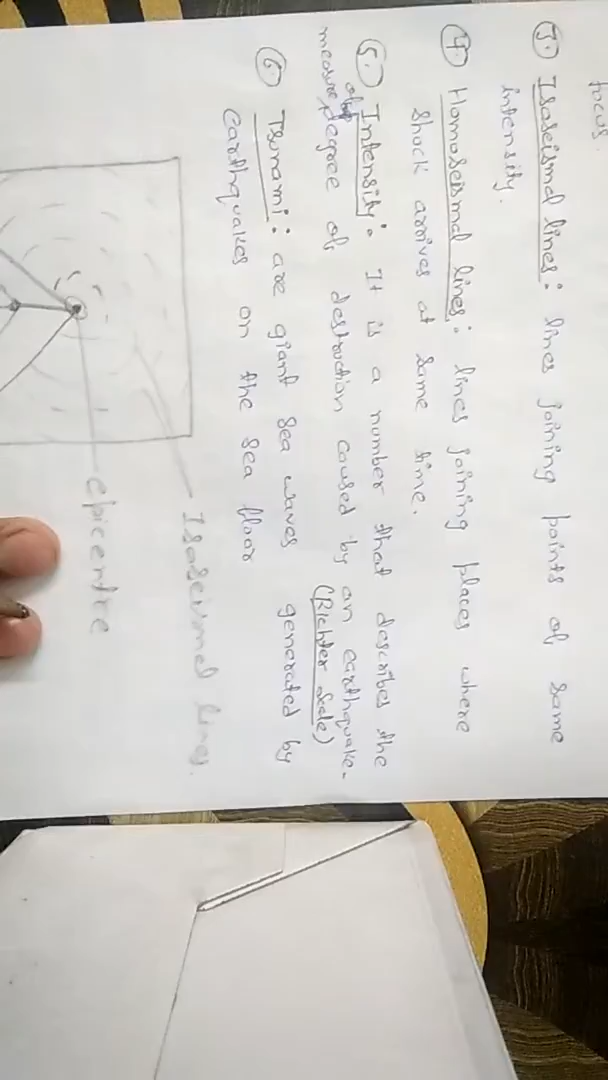 focus.
③. Isoseismal lines: lines joining points of same
intensity.
④ Homoseismal lines: lines joining places where
shock arrives at same time.
⑤.) Intensity: It is a number that describes the
measure of degree of destruction caused by an earthquake.
(Richter Scale)
⑥ Tsunami: are giant sea waves generated by
earthquakes on the sea floor
Isoseismal lines.
epicentre